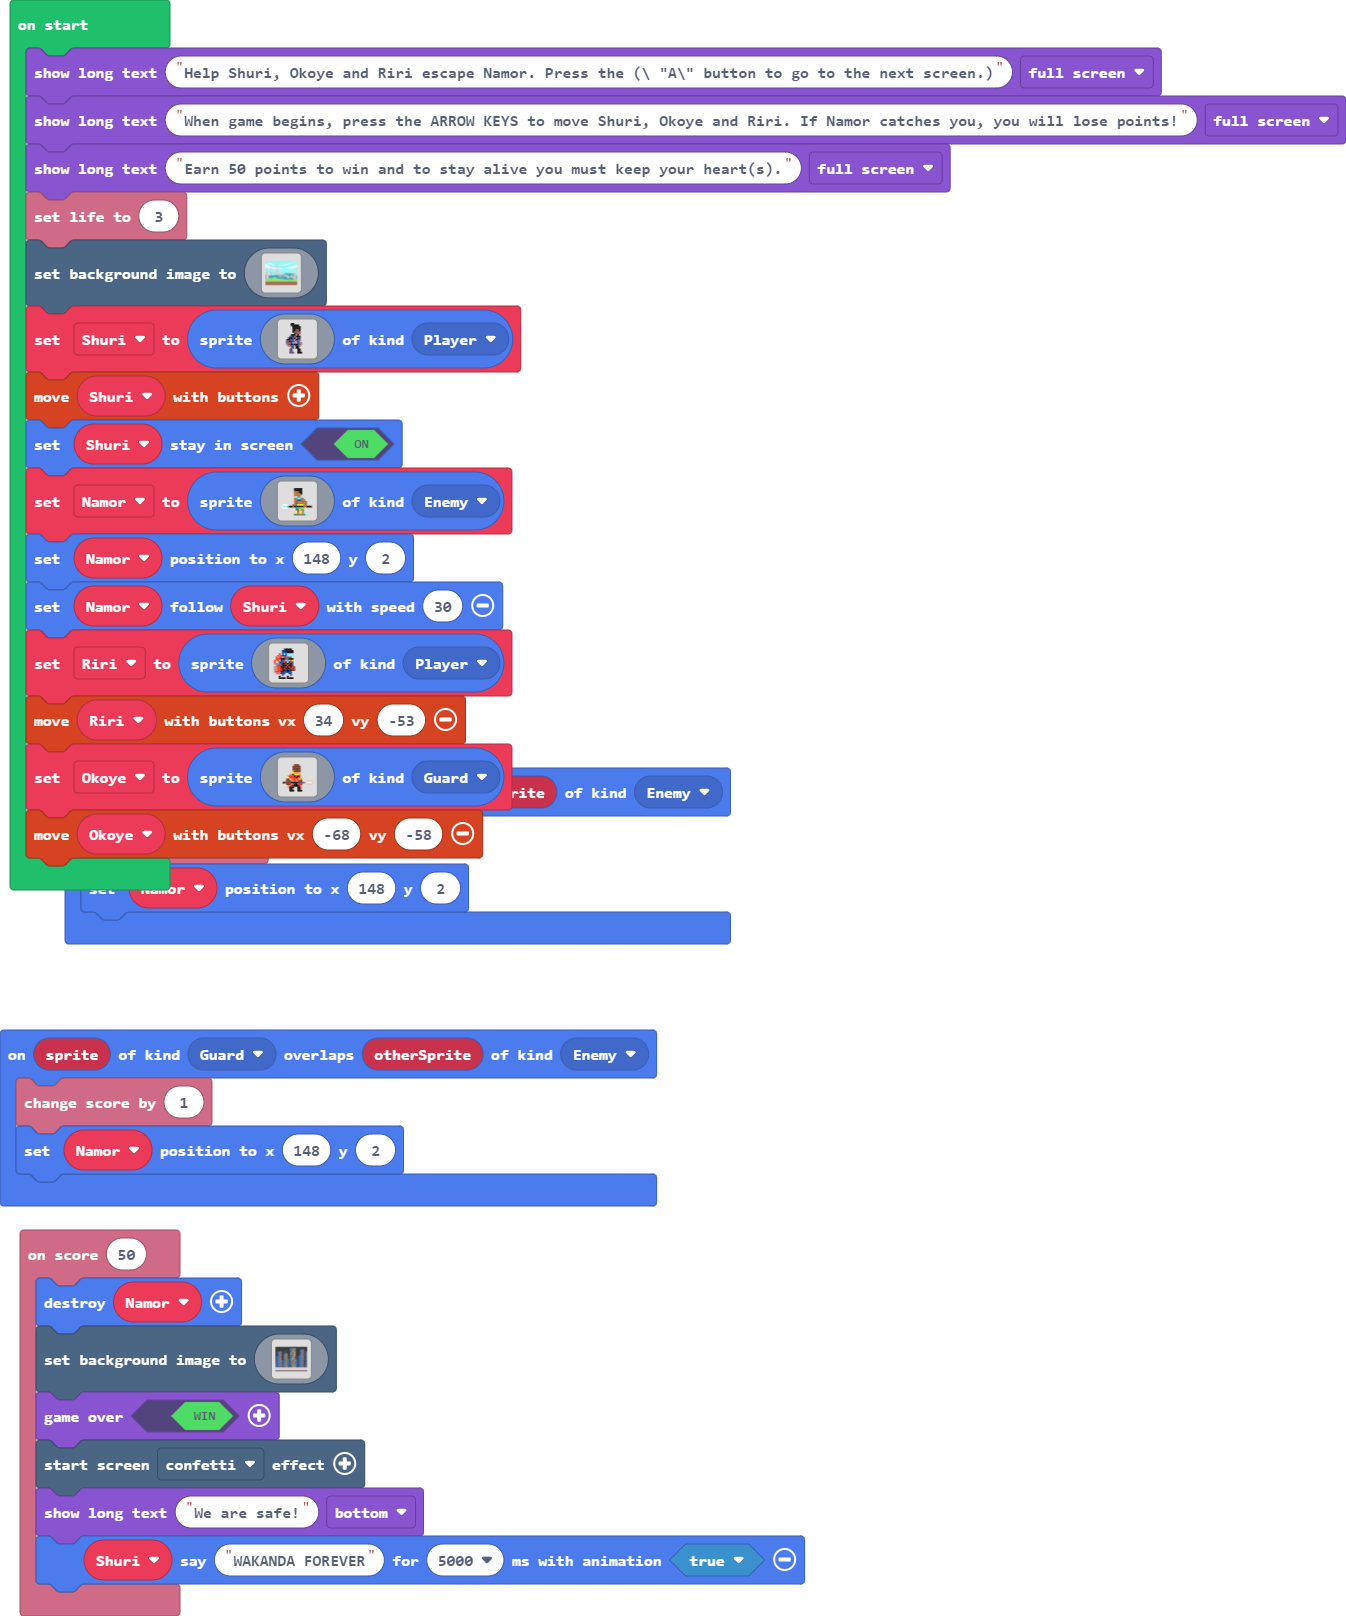 on start
show long text "Help Shuri, Okoye and Riri escape Namor. Press the (\ "A\" button to go to the next screen.)" full screen
show long text "When game begins, press the ARROW KEYS to move Shuri, Okoye and Riri. If Namor catches you, you will lose points!" full screen
show long text "Earn 50 points to win and to stay alive you must keep your heart(s)." full screen
set life to 3
set background image to
set Shuri to sprite of kind Player
move Shuri with buttons
set Shuri stay in screen ON
set Namor to sprite of kind Enemy
set Namor position to x 148 y 2
set Namor follow Shuri with speed 30
set Riri to sprite of kind Player
move Riri with buttons vx 34 vy -53
set Okoye to sprite of kind Guard
rite of kind Enemy
move Okoye with buttons vx -68 vy -58
set Namor position to x 148 y 2
on sprite of kind Guard overlaps otherSprite of kind Enemy
change score by 1
set Namor position to x 148 y 2
on score 50
destroy Namor
set background image to
game over WIN
start screen confetti effect
show long text "We are safe!" bottom
Shuri say "WAKANDA FOREVER" for 5000 ms with animation true